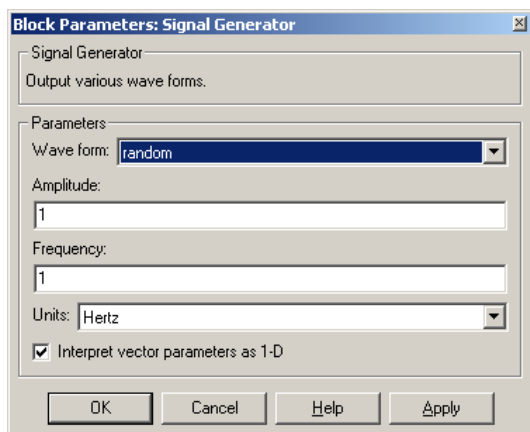 Block Parameters: Signal Generator
Signal Generator
Output various wave forms.
Parameters
Wave form: random
Amplitude:
1
Frequency:
1
Units: Hertz
Interpret vector parameters as 1-D
OK Cancel Help Apply